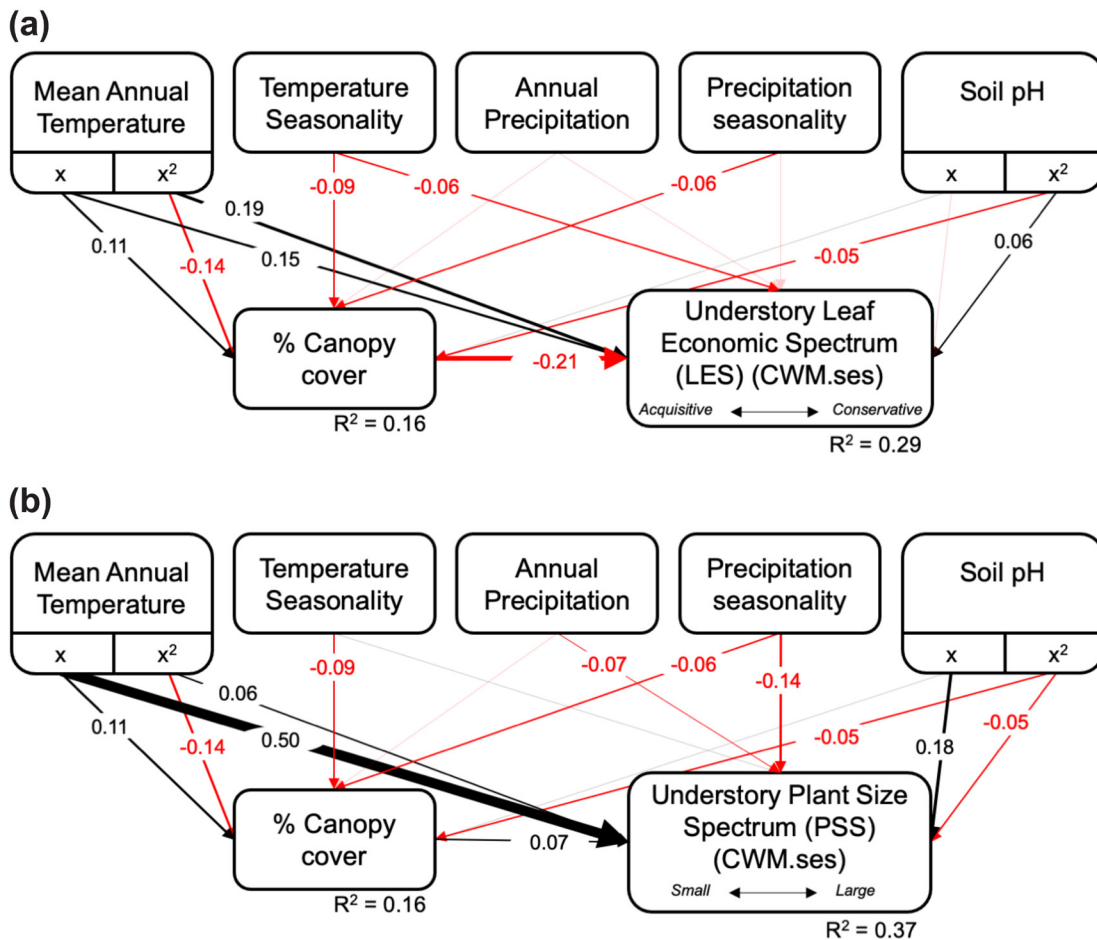 (a)
Mean Annual
Temperature
x
x²
Temperature
Seasonality
Annual
Precipitation
Precipitation
seasonality
Soil pH
x
x²
0.11
-0.14
0.19
0.15
-0.09
-0.06
-0.06
-0.05
0.06
-0.21
% Canopy
cover
R² = 0.16
Understory Leaf
Economic Spectrum
(LES) (CWM.ses)
Acquisitive
Conservative
R² = 0.29
(b)
Mean Annual
Temperature
x
x²
Temperature
Seasonality
Annual
Precipitation
Precipitation
seasonality
Soil pH
x
x²
0.11
-0.14
0.06
0.50
-0.09
-0.07
-0.06
-0.14
-0.05
0.18
-0.05
0.07
% Canopy
cover
R² = 0.16
Understory Plant Size
Spectrum (PSS)
(CWM.ses)
Small
Large
R² = 0.37